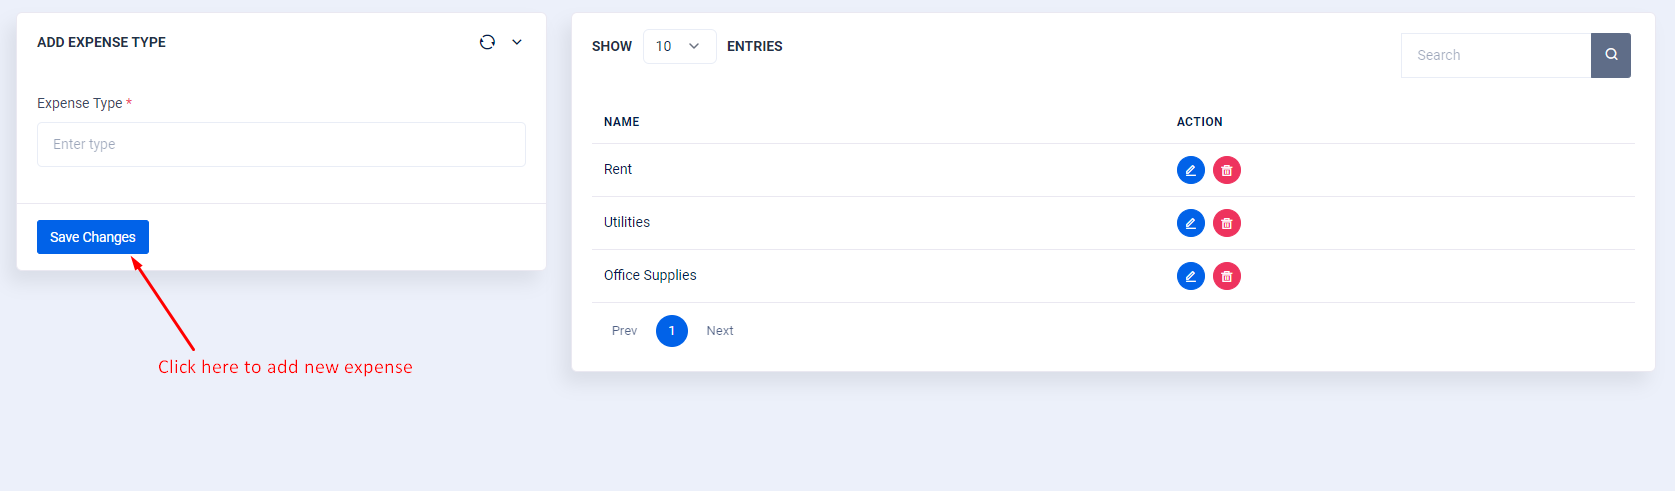 ADD EXPENSE TYPE
Expense Type *
Enter type
Save Changes
Click here to add new expense
SHOW 10 ENTRIES
Search
NAME ACTION
Rent
Utilities
Office Supplies
Prev 1 Next